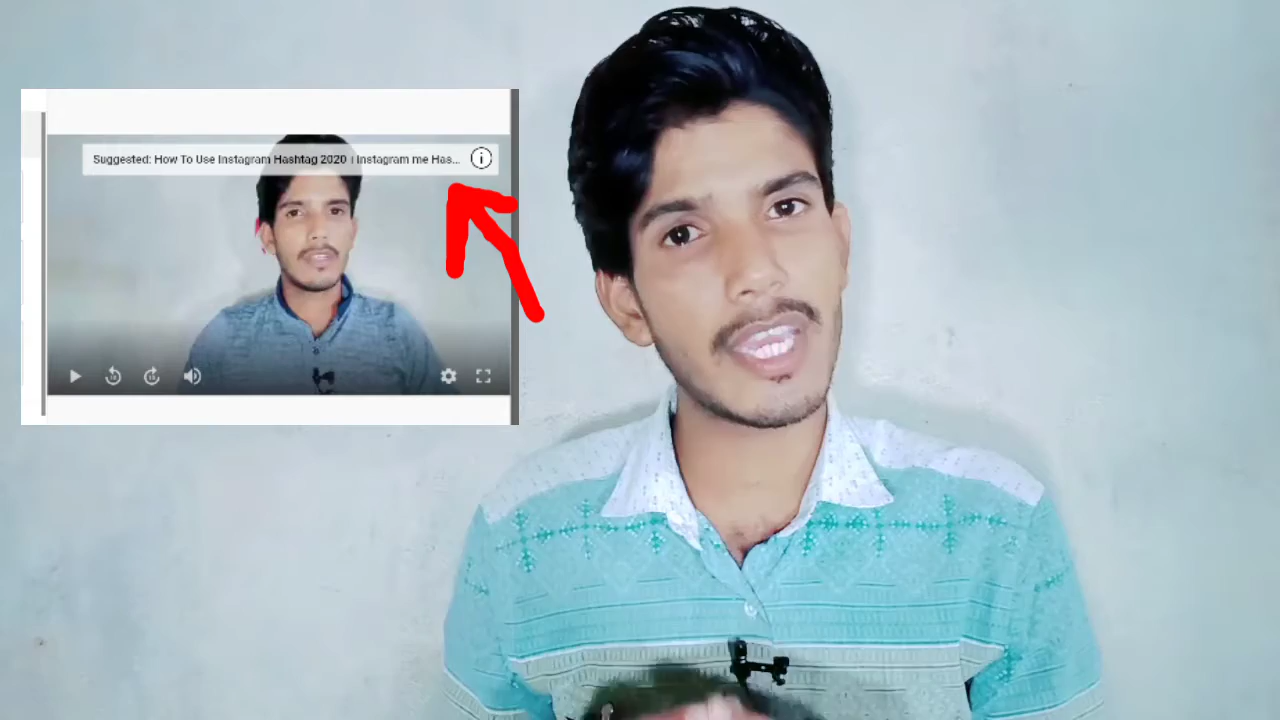 Suggested: How To Use Instagram Hashtag 2020 । Instagram me Has...